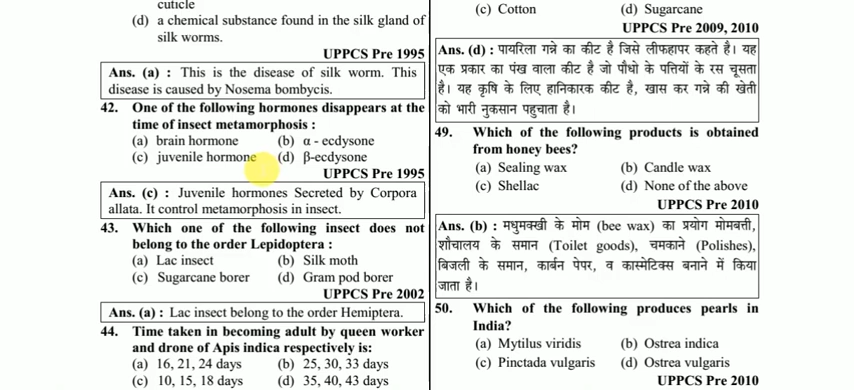 cuticle
(d) a chemical substance found in the silk gland of
silk worms.
UPPCS Pre 1995
Ans. (a) : This is the disease of silk worm. This
disease is caused by Nosema bombycis.
42. One of the following hormones disappears at the
time of insect metamorphosis :
(a) brain hormone (b) α - ecdysone
(c) juvenile hormone (d) β-ecdysone
UPPCS Pre 1995
Ans. (c) : Juvenile hormones Secreted by Corpora
allata. It control metamorphosis in insect.
43. Which one of the following insect does not
belong to the order Lepidoptera :
(a) Lac insect (b) Silk moth
(c) Sugarcane borer (d) Gram pod borer
UPPCS Pre 2002
Ans. (a) : Lac insect belong to the order Hemiptera.
44. Time taken in becoming adult by queen worker
and drone of Apis indica respectively is:
(a) 16, 21, 24 days (b) 25, 30, 33 days
(c) 10, 15, 18 days (d) 35, 40, 43 days
(c) Cotton (d) Sugarcane
UPPCS Pre 2009, 2010
Ans. (d) : पायरिला गन्ने का कीट है जिसे लीफहापर कहते है। यह
एक प्रकार का पंख वाला कीट है जो पौधो के पत्तियों के रस चूसता
है। यह कृषि के लिए हानिकारक कीट है, खास कर गन्ने की खेती
को भारी नुकसान पहुचाता है।
49. Which of the following products is obtained
from honey bees?
(a) Sealing wax (b) Candle wax
(c) Shellac (d) None of the above
UPPCS Pre 2010
Ans. (b) : मधुमक्खी के मोम (bee wax) का प्रयोग मोमबत्ती,
शौचालय के समान (Toilet goods), चमकाने (Polishes),
बिजली के समान, कार्बन पेपर, व कास्मेटिक्स बनाने में किया
जाता है।
50. Which of the following produces pearls in
India?
(a) Mytilus viridis (b) Ostrea indica
(c) Pinctada vulgaris (d) Ostrea vulgaris
UPPCS Pre 2010